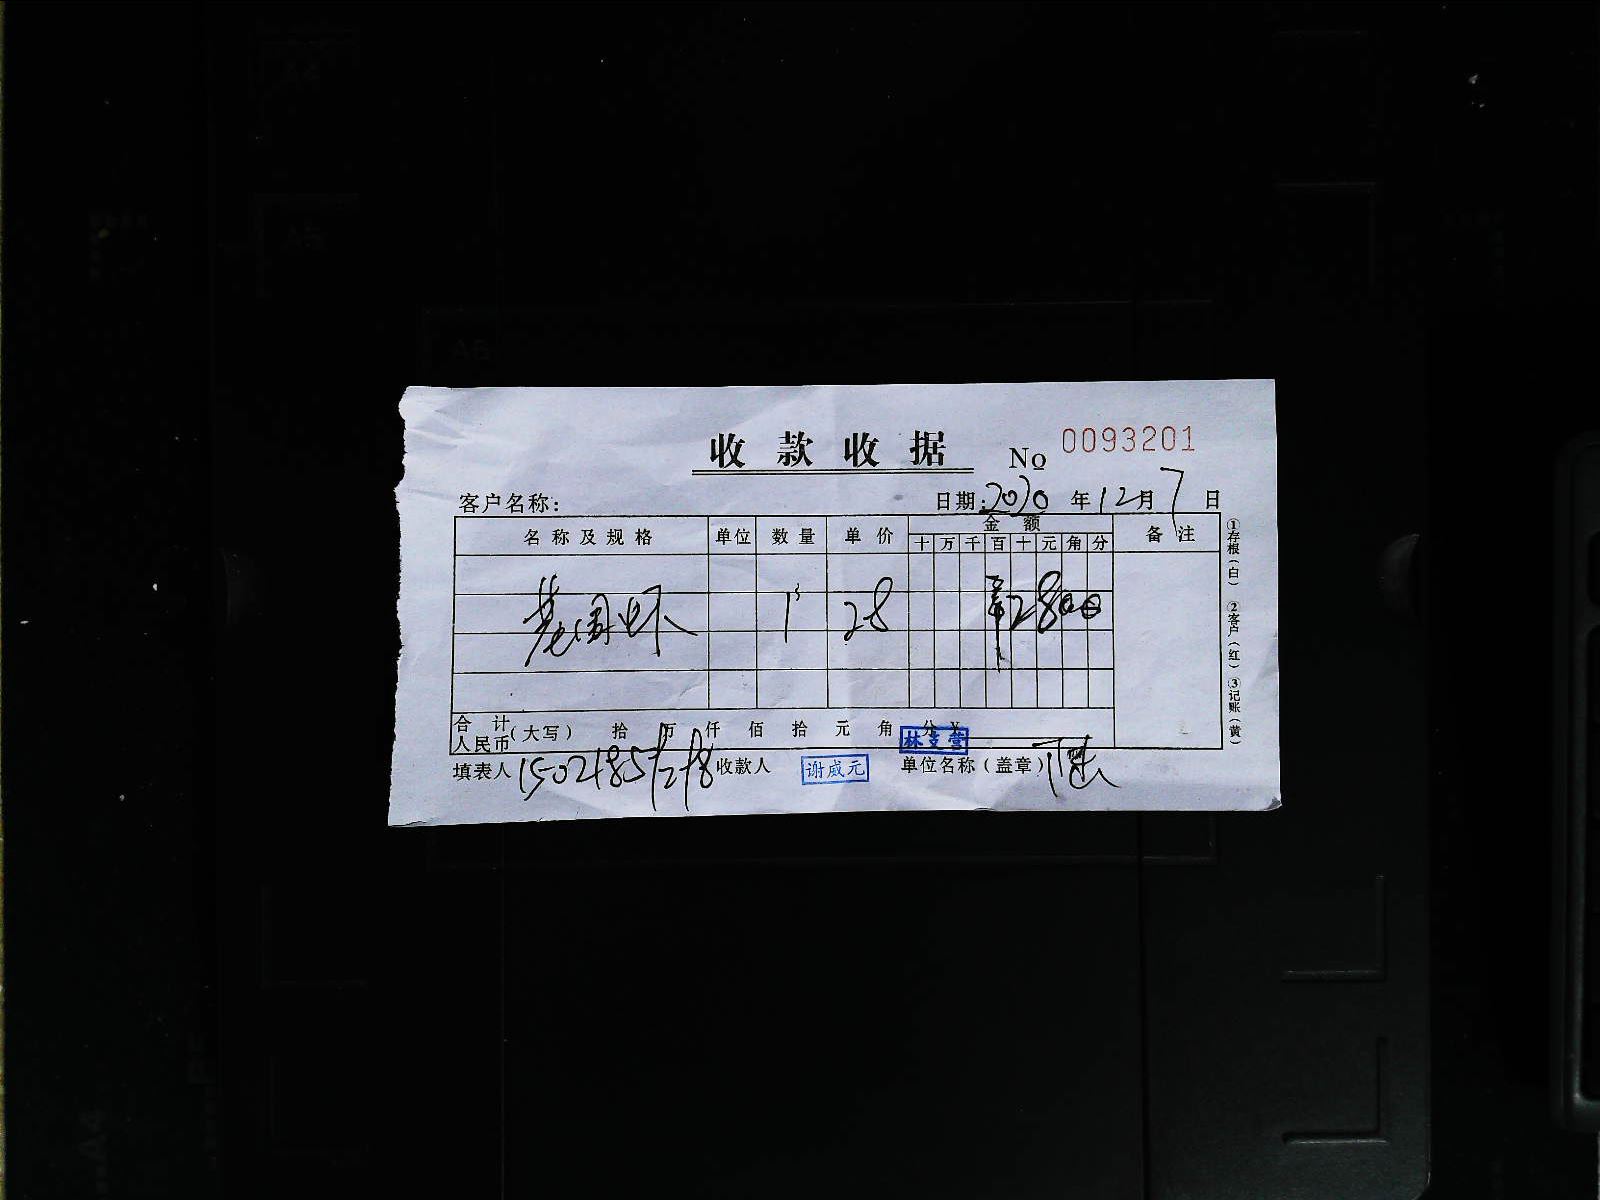 收款收据
No 0093201
客户名称:
日期: 2020 年 12 月 7 日
名称及规格 单位 数量 单价 金额 备注
十 万 千 百 十 元 角 分
1 28 2800
合计人民币(大写) 拾 万 仟 佰 拾 元 角 分 ¥
林支萱
填表人 收款人 谢威元 单位名称(盖章)
①存根(白) ②客户(红) ③记账(黄)